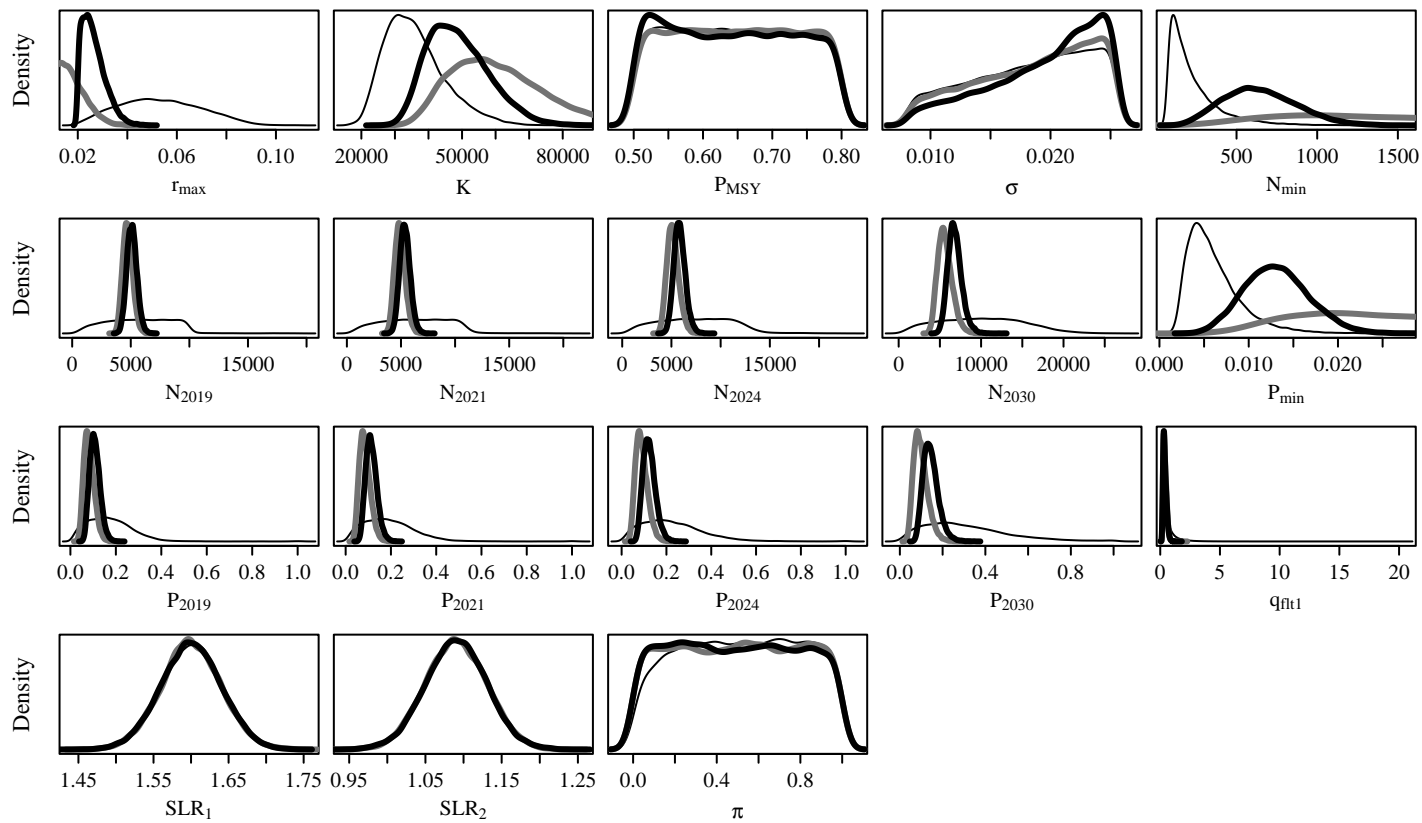 Density
0.02 0.06 0.10
r_max
20000 50000 80000
K
0.50 0.60 0.70 0.80
P_MSY
0.010 0.020
σ
500 1000 1500
N_min
Density
0 5000 15000
N_2019
0 5000 15000
N_2021
0 5000 15000
N_2024
0 10000 20000
N_2030
0.000 0.010 0.020
P_min
Density
0.0 0.2 0.4 0.6 0.8 1.0
P_2019
0.0 0.2 0.4 0.6 0.8 1.0
P_2021
0.0 0.2 0.4 0.6 0.8 1.0
P_2024
0.0 0.4 0.8
P_2030
0 5 10 15 20
q_flt1
Density
1.45 1.55 1.65 1.75
SLR_1
0.95 1.05 1.15 1.25
SLR_2
0.0 0.4 0.8
π